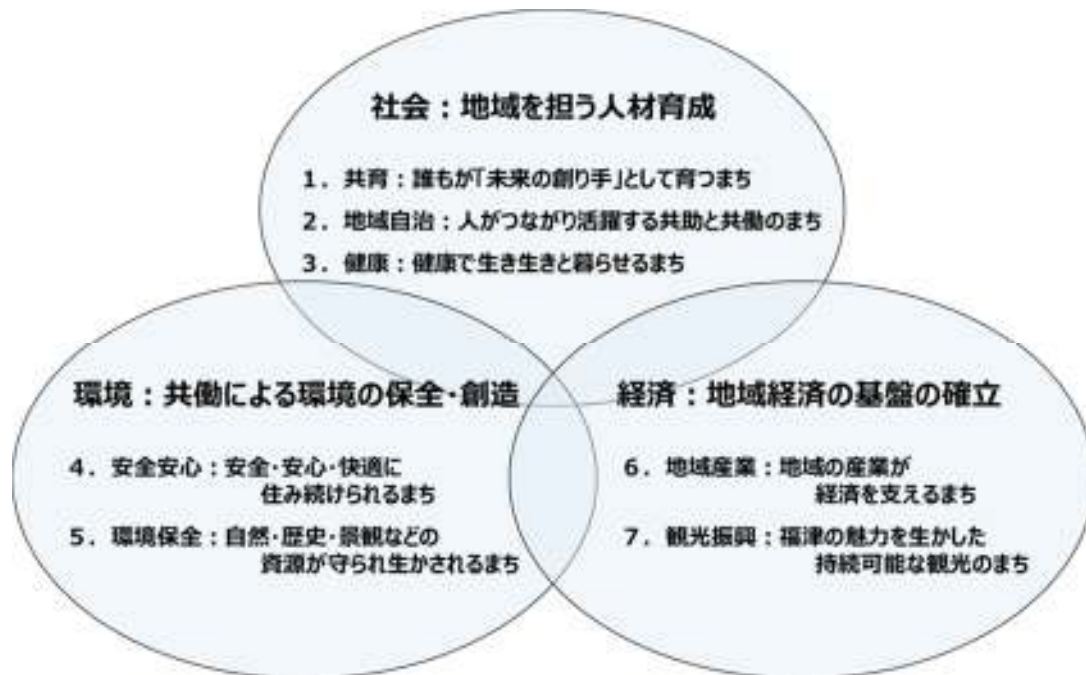 社会：地域を担う人材育成
1．共育：誰もが「未来の創り手」として育つまち
2．地域自治：人がつながり活躍する共助と共働のまち
3．健康：健康で生き生きと暮らせるまち
環境：共働による環境の保全・創造
4．安全安心：安全・安心・快適に
住み続けられるまち
5．環境保全：自然・歴史・景観などの
資源が守られ生かされるまち
経済：地域経済の基盤の確立
6．地域産業：地域の産業が
経済を支えるまち
7．観光振興：福津の魅力を生かした
持続可能な観光のまち